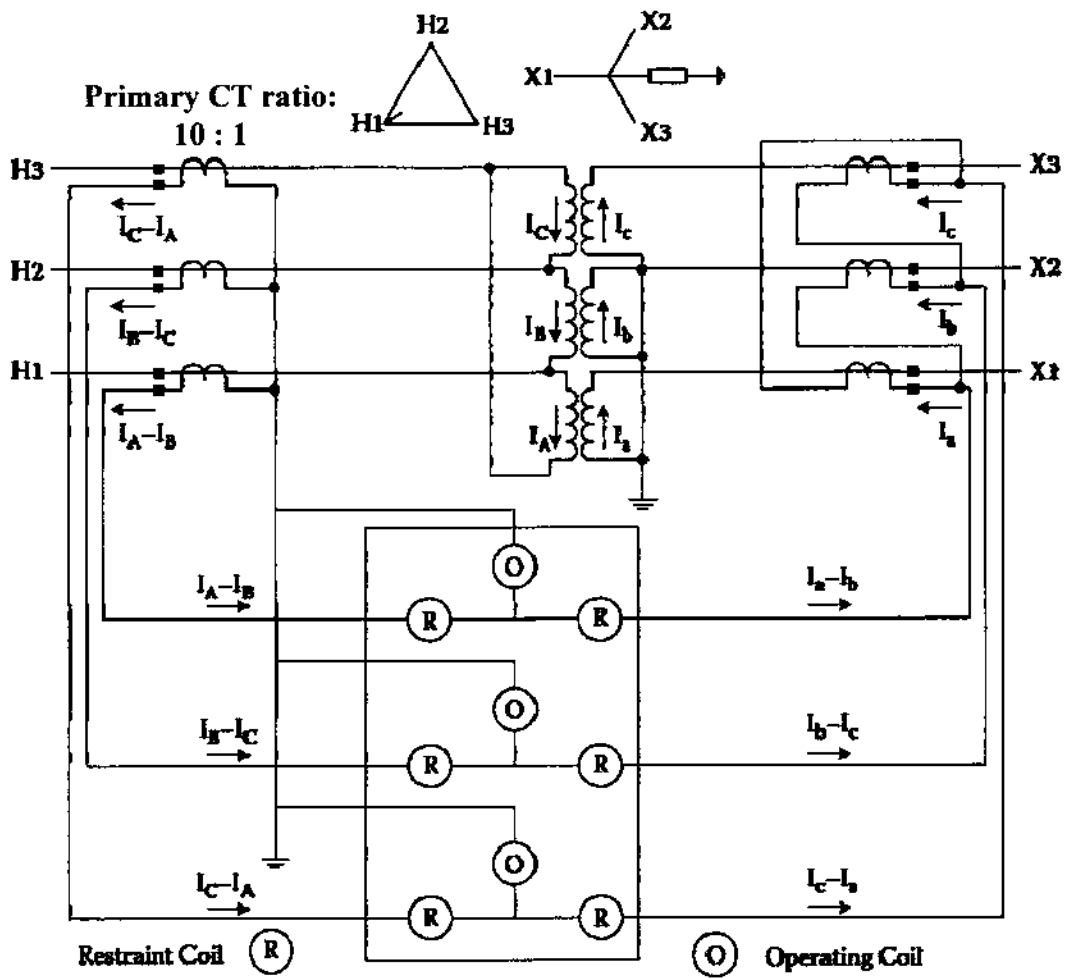 H2
X2
X1
H1
H3
X3
Primary CT ratio:
10 : 1
H3
X3
I_C–I_A
I_C
I_c
I_c
H2
X2
I_B–I_C
I_B
I_b
I_b
H1
X1
I_A–I_B
I_A
I_a
I_a
O
I_A–I_B
I_a–I_b
R
R
O
I_B–I_C
I_b–I_c
R
R
O
I_C–I_A
I_c–I_a
R
R
Restraint Coil R
O Operating Coil